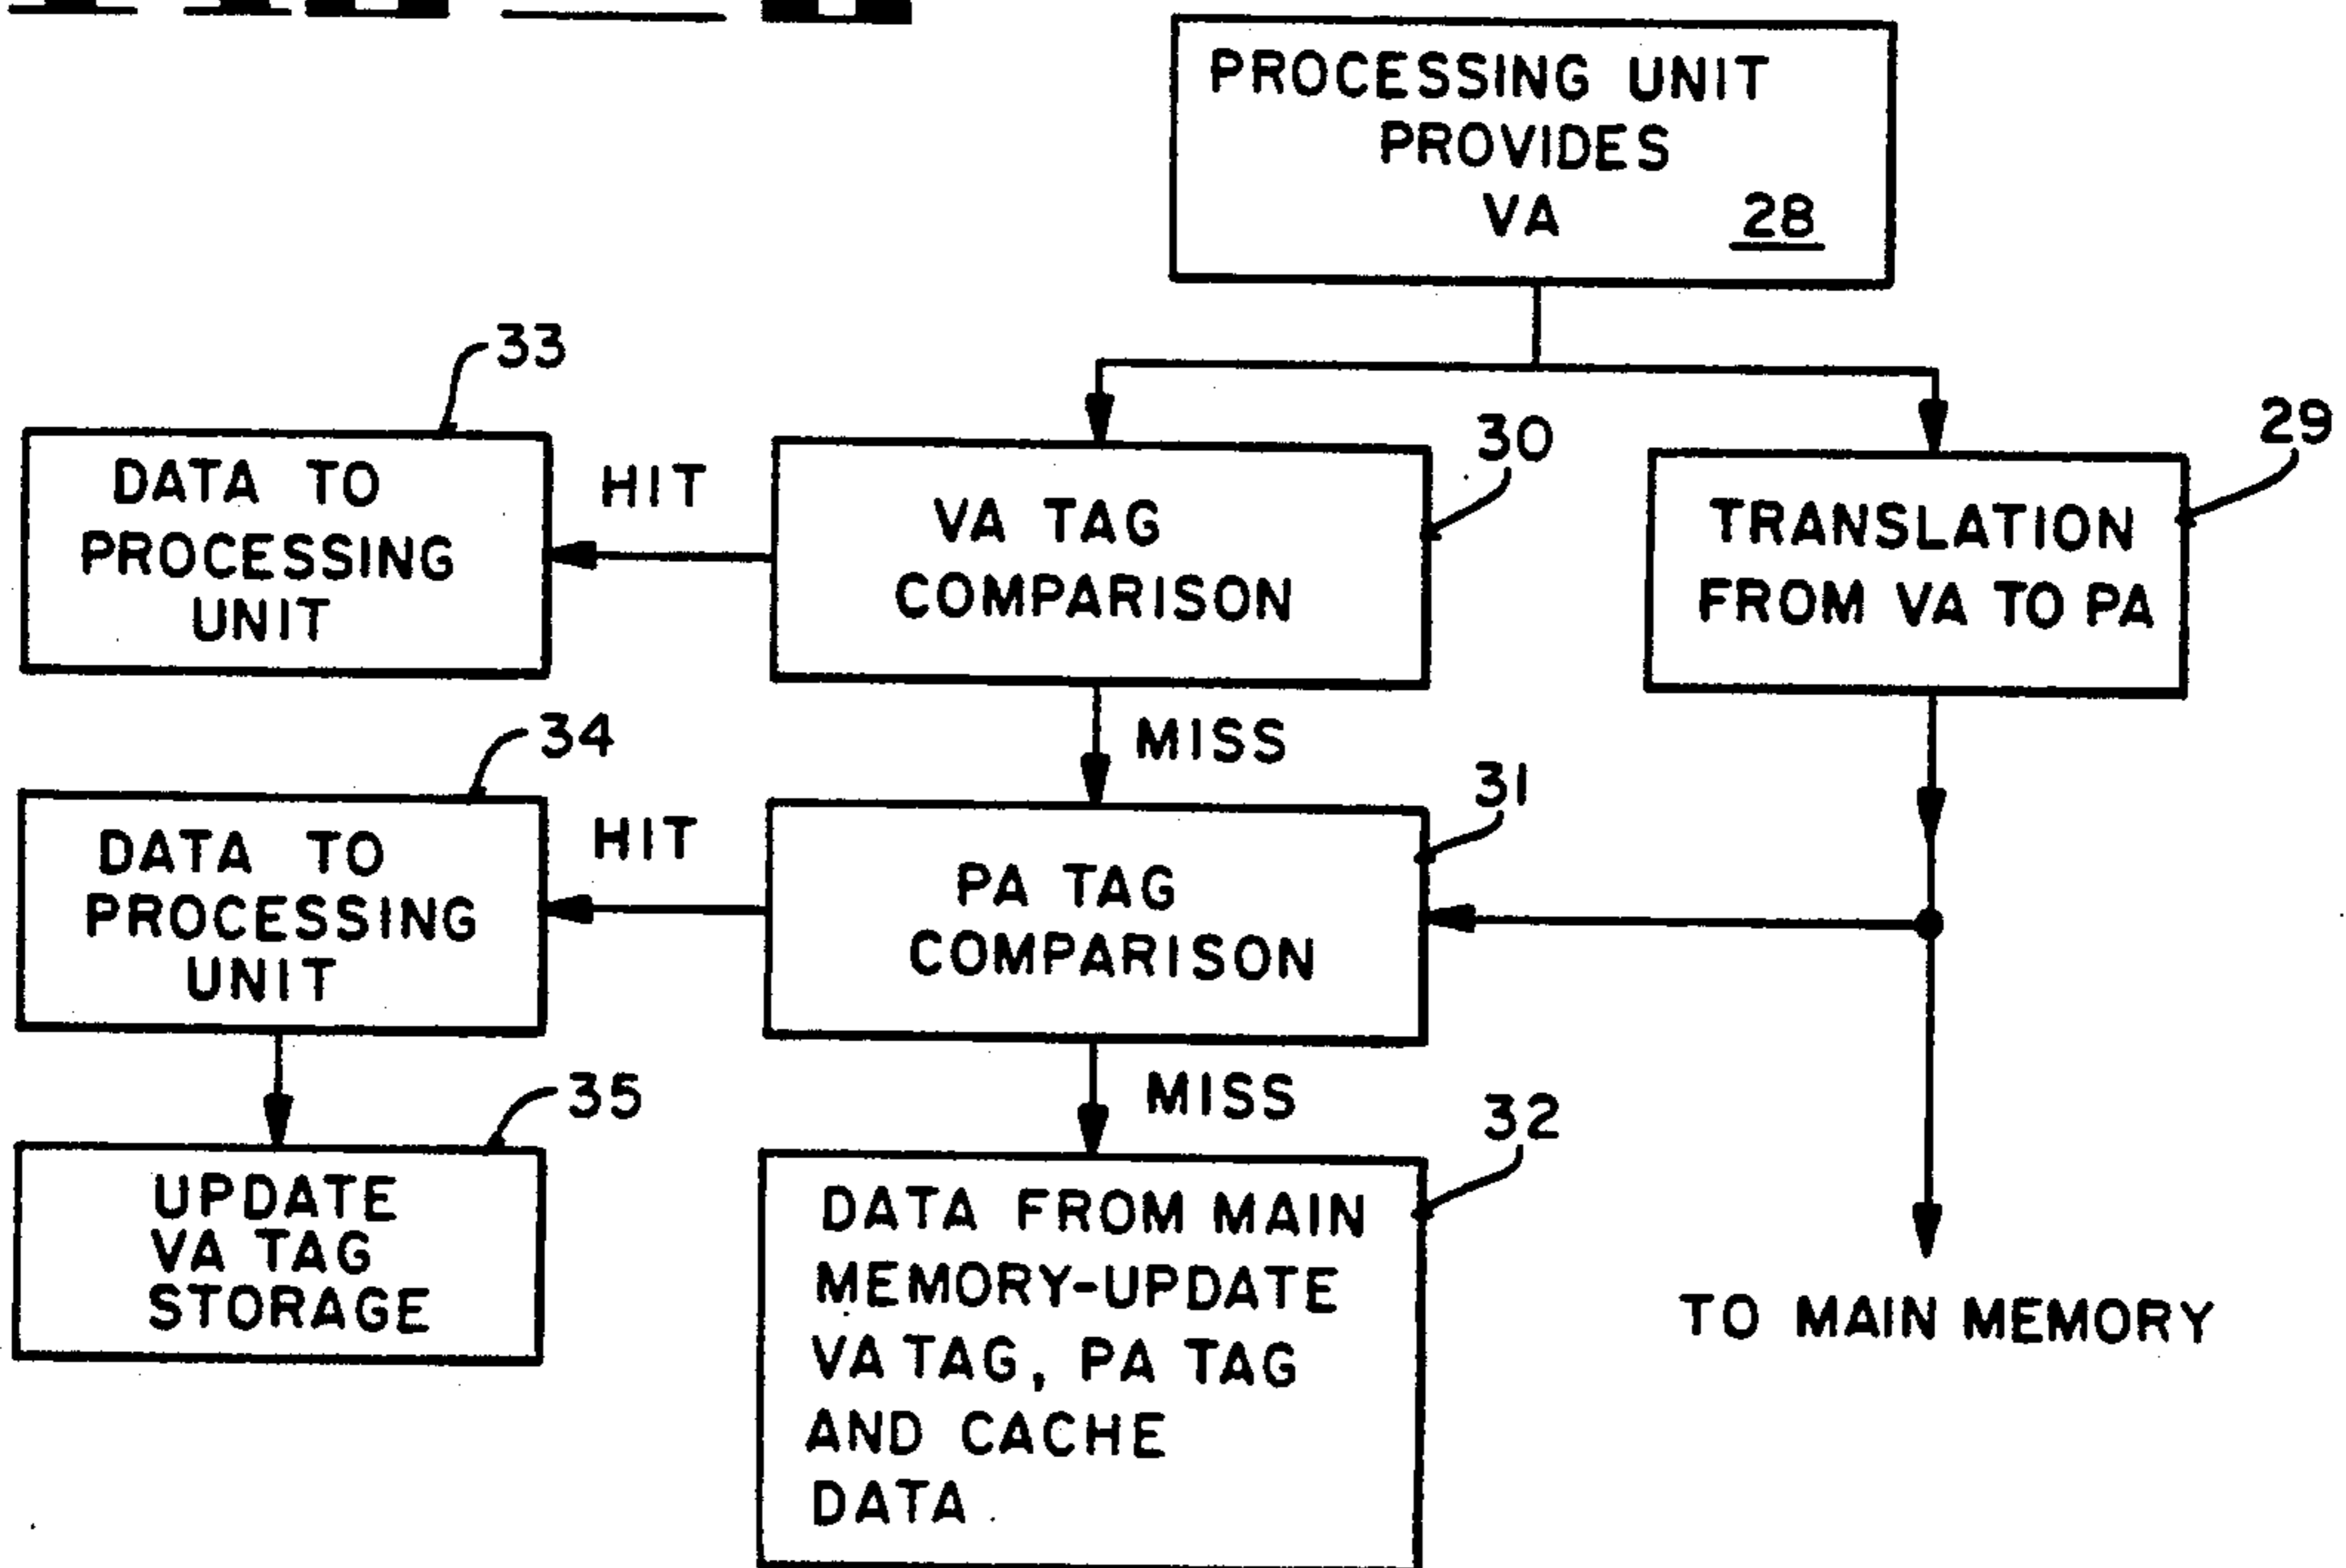 PROCESSING UNIT
PROVIDES
VA 28
33
DATA TO
PROCESSING
UNIT
HIT
30
VA TAG
COMPARISON
29
TRANSLATION
FROM VA TO PA
MISS
34
DATA TO
PROCESSING
UNIT
HIT
31
PA TAG
COMPARISON
MISS
35
UPDATE
VA TAG
STORAGE
32
DATA FROM MAIN
MEMORY-UPDATE
VA TAG, PA TAG
AND CACHE
DATA
TO MAIN MEMORY